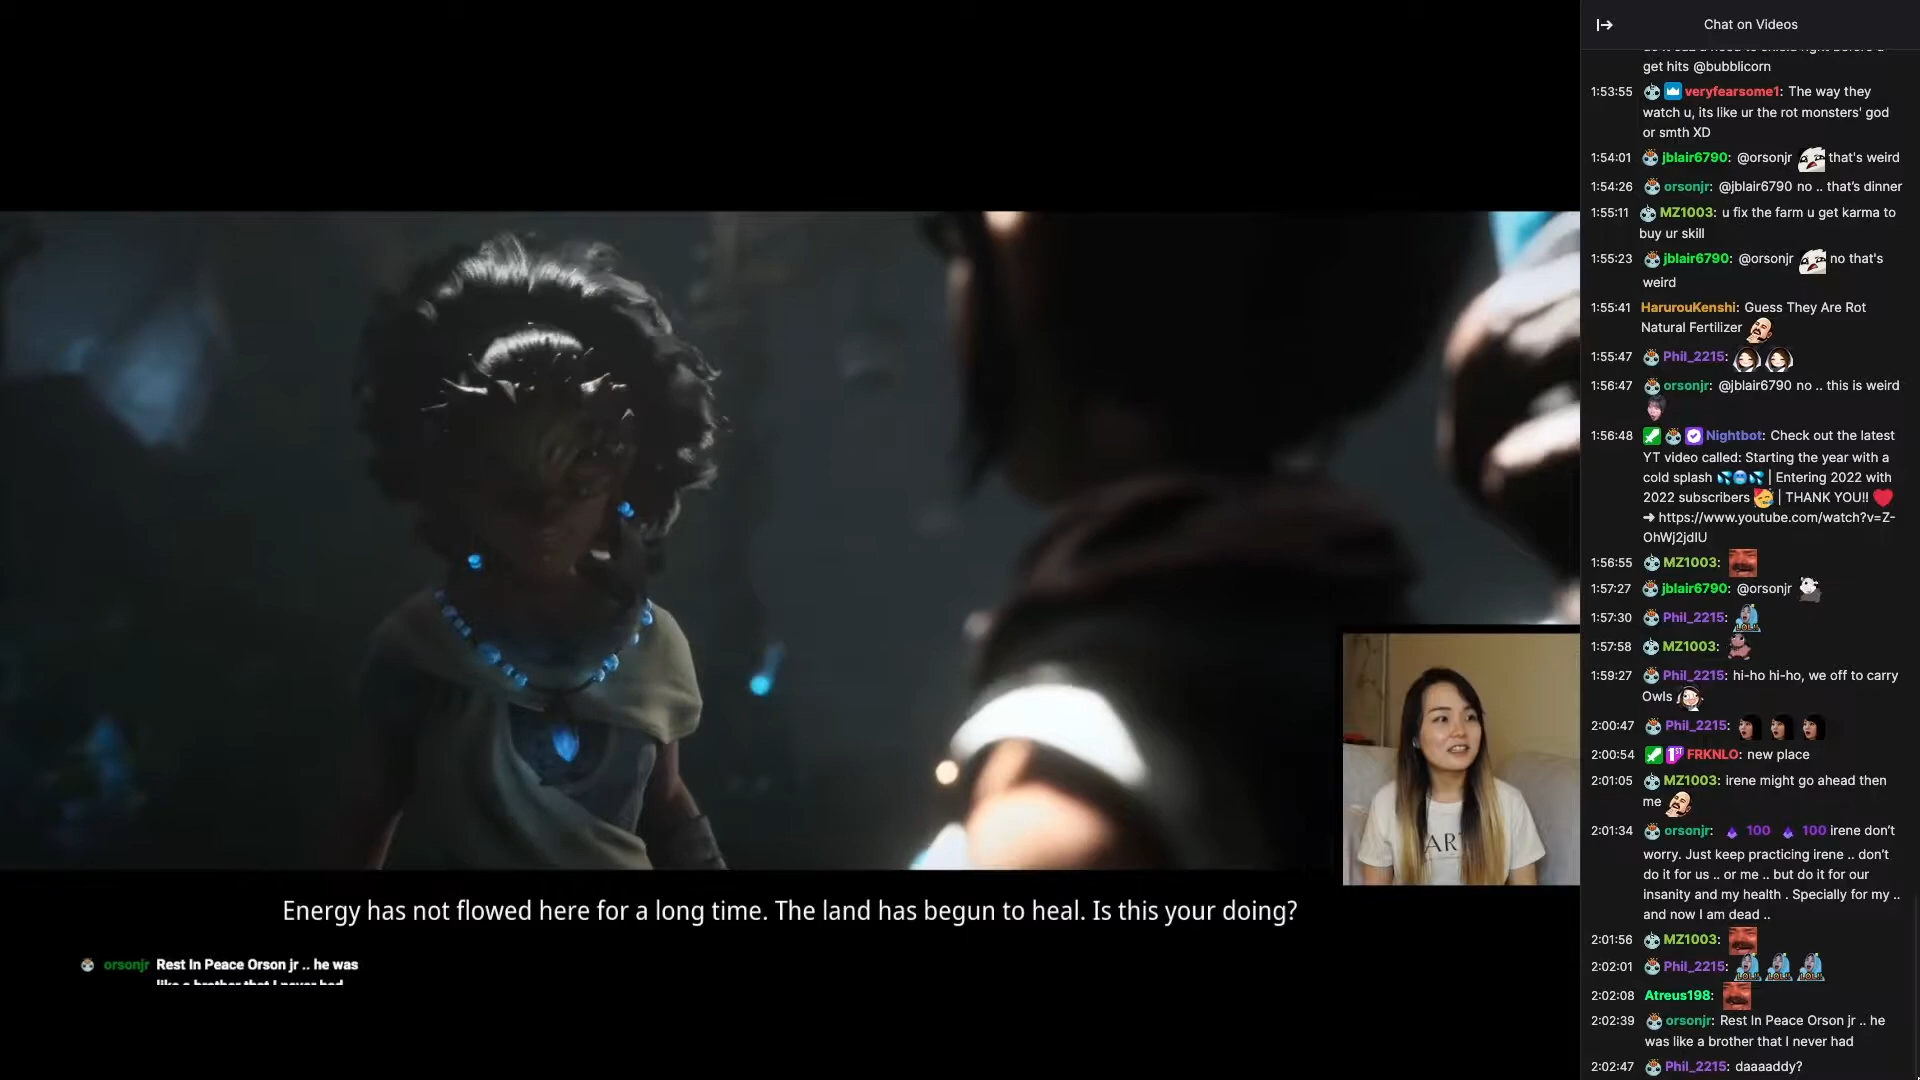 Chat on Videos
get hits @bubblicorn
1:53:55 veryfearsome1: The way they
watch u, its like ur the rot monsters' god
or smth XD
1:54:01 jblair6790: @orsonjr that's weird
1:54:26 orsonjr: @jblair6790 no .. that's dinner
1:55:11 MZ1003: u fix the farm u get karma to
buy ur skill
1:55:23 jblair6790: @orsonjr no that's
weird
1:55:41 HarurouKenshi: Guess They Are Rot
Natural Fertilizer
1:55:47 Phil_2215:
1:56:47 orsonjr: @jblair6790 no .. this is weird
1:56:48 Nightbot: Check out the latest
YT video called: Starting the year with a
cold splash 💦🥶💦 | Entering 2022 with
2022 subscribers 🥳 | THANK YOU!! ❤️
➜ https://www.youtube.com/watch?v=Z-
OhWj2jdIU
1:56:55 MZ1003:
1:57:27 jblair6790: @orsonjr
1:57:30 Phil_2215: LOL!!
1:57:58 MZ1003:
1:59:27 Phil_2215: hi-ho hi-ho, we off to carry
Owls
2:00:47 Phil_2215:
2:00:54 1ST FRKNLO: new place
2:01:05 MZ1003: irene might go ahead then
me
2:01:34 orsonjr: 100 100 irene don't
worry. Just keep practicing irene .. don't
do it for us .. or me .. but do it for our
insanity and my health . Specially for my ..
and now I am dead ..
2:01:56 MZ1003:
2:02:01 Phil_2215: LOL!! LOL!! LOL!!
2:02:08 Atreus198:
2:02:39 orsonjr: Rest In Peace Orson jr .. he
was like a brother that I never had
2:02:47 Phil_2215: daaaaddy?
Energy has not flowed here for a long time. The land has begun to heal. Is this your doing?
orsonjr Rest In Peace Orson jr .. he was
like a brother that I never had